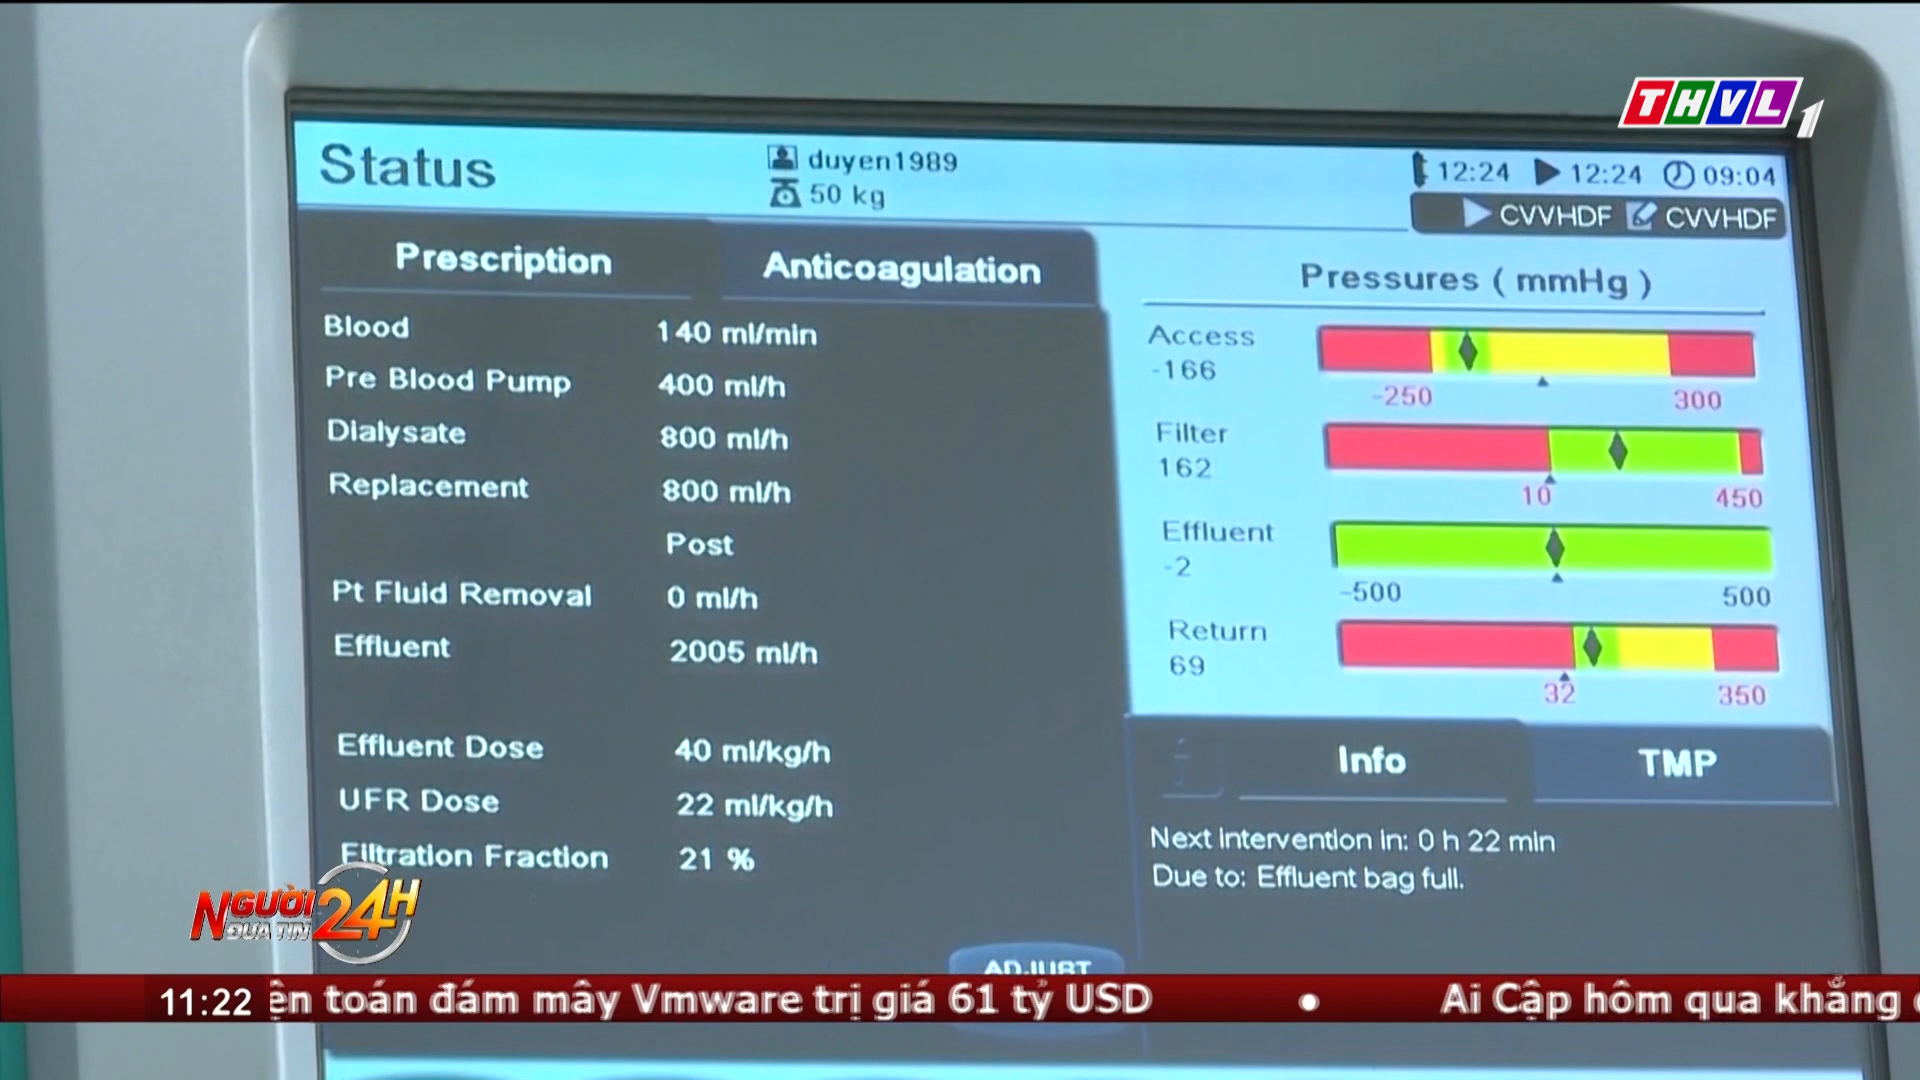 THVL1
Status
duyen1989
50 kg
12:24 12:24 09:04
CVVHDF CVVHDF
Prescription
Anticoagulation
Blood 140 ml/min
Pre Blood Pump 400 ml/h
Dialysate 800 ml/h
Replacement 800 ml/h
Post
Pt Fluid Removal 0 ml/h
Effluent 2005 ml/h
Effluent Dose 40 ml/kg/h
UFR Dose 22 ml/kg/h
Filtration Fraction 21 %
ADJUST
Pressures ( mmHg )
Access
-166
-250 300
Filter
162
10 450
Effluent
-2
-500 500
Return
69
32 350
Info
TMP
Next intervention in: 0 h 22 min
Due to: Effluent bag full.
NGƯỜI
ĐƯA TIN
24H
11:22 ện toán đám mây Vmware trị giá 61 tỷ USD • Ai Cập hôm qua khẳng